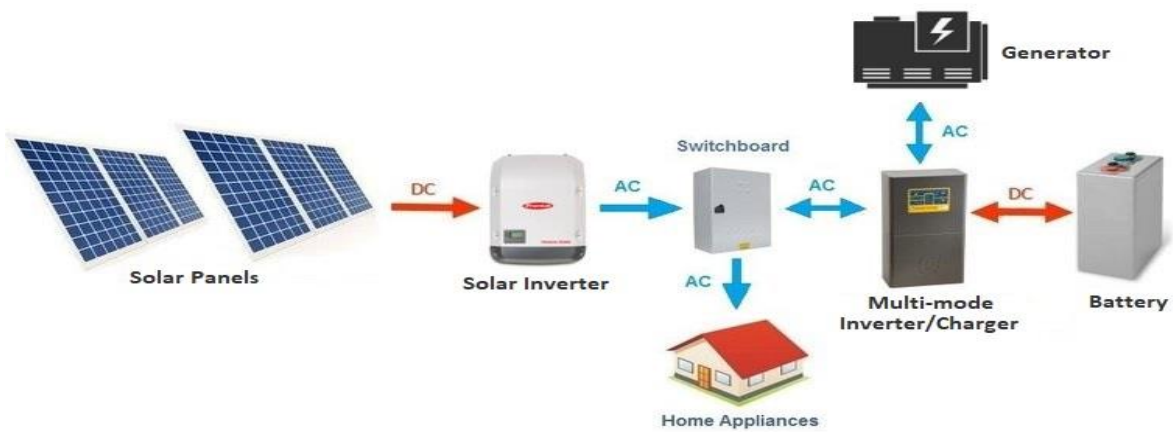 Generator
AC
Switchboard
DC
AC
AC
DC
Solar Panels
Solar Inverter
AC
Multi-mode
Inverter/Charger
Battery
Home Appliances